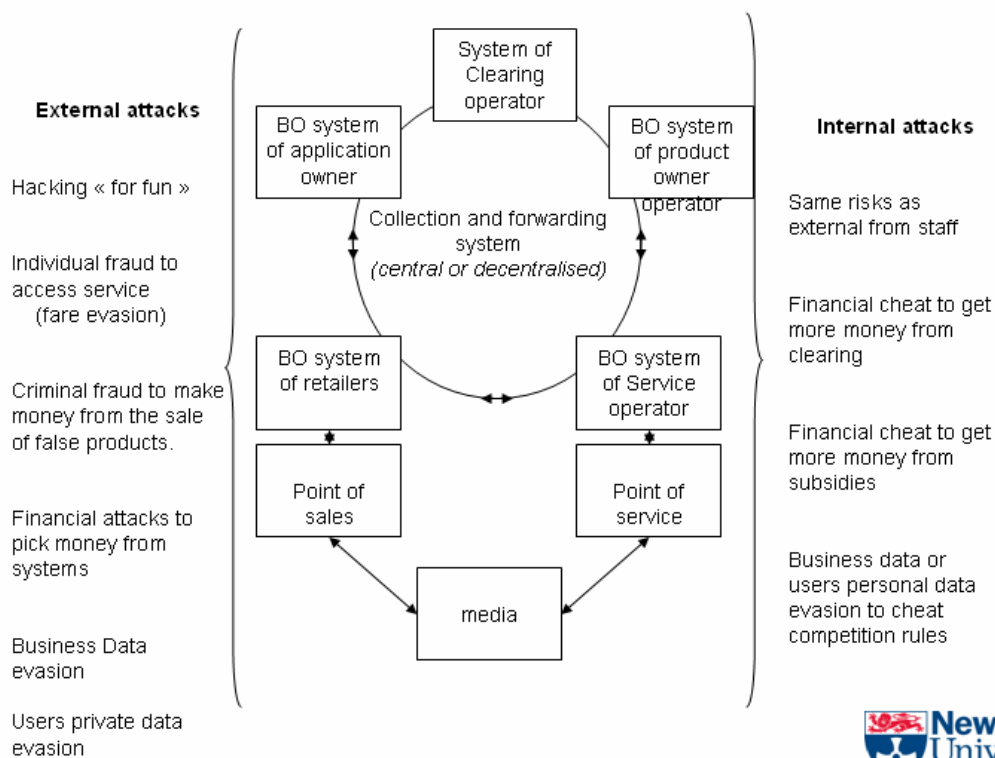 External attacks
Hacking « for fun »
Individual fraud to
access service
(fare evasion)
Criminal fraud to make
money from the sale
of false products.
Financial attacks to
pick money from
systems
Business Data
evasion
Users private data
evasion
System of
Clearing
operator
BO system
of application
owner
BO system
of product
owner
operator
Collection and forwarding
system
(central or decentralised)
BO system
of retailers
BO system
of Service
operator
Point of
sales
Point of
service
media
Internal attacks
Same risks as
external from staff
Financial cheat to get
more money from
clearing
Financial cheat to get
more money from
subsidies
Business data or
users personal data
evasion to cheat
competition rules
New
Univ